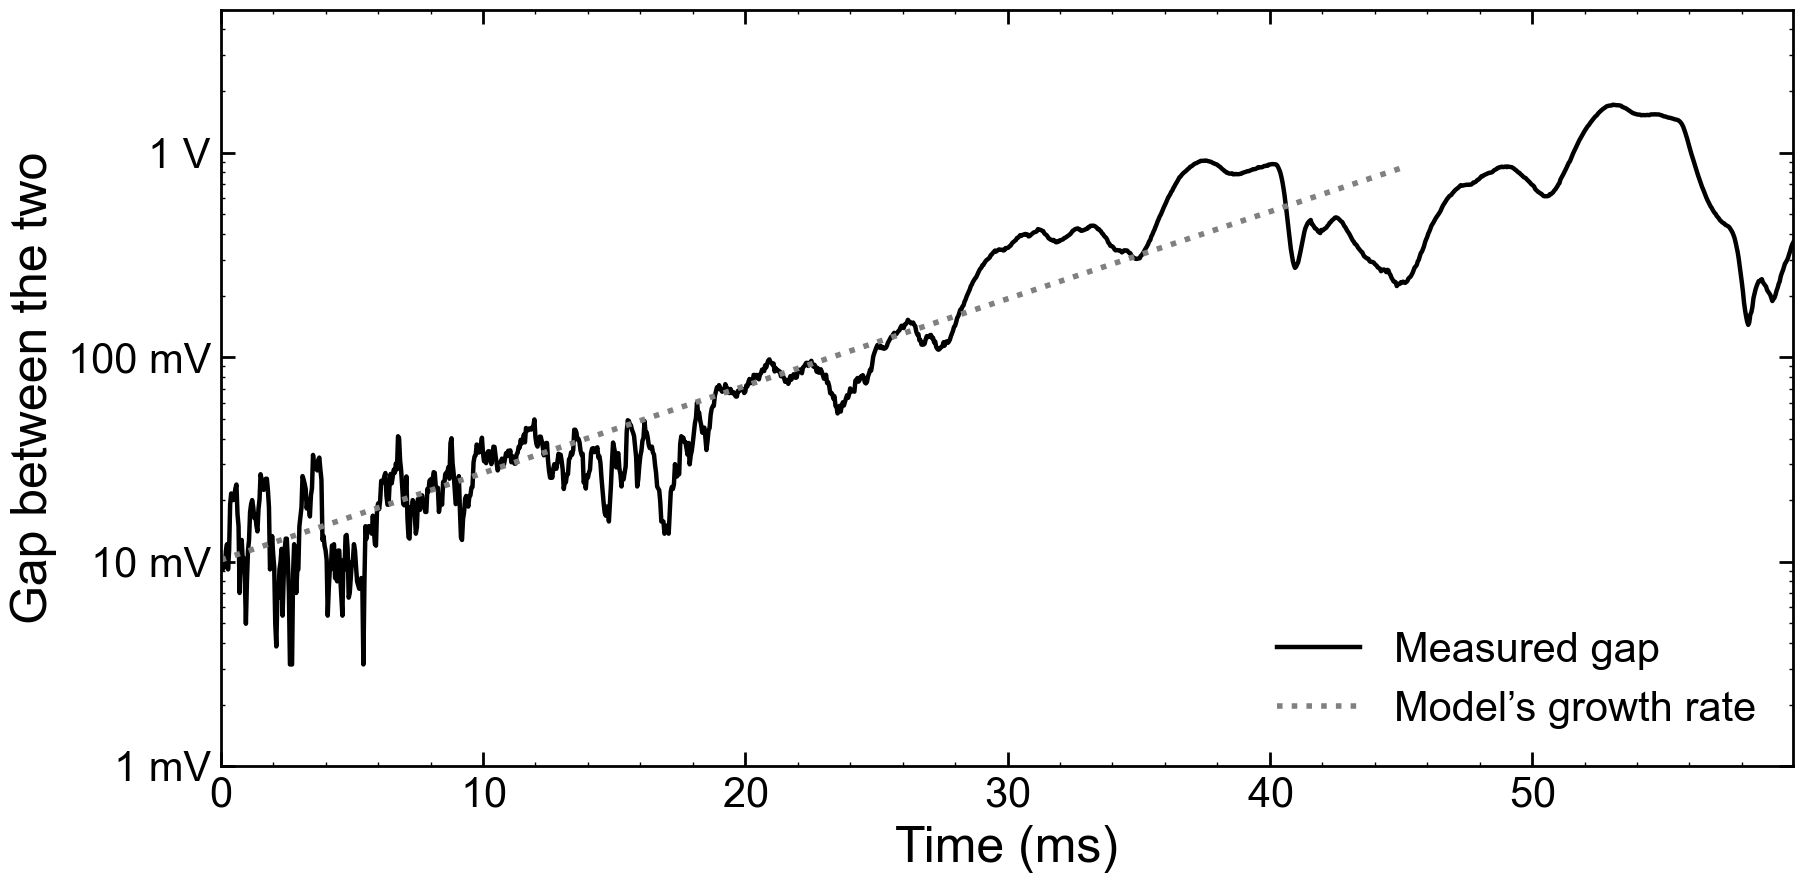 Gap between the two
1 V
100 mV
10 mV
1 mV
Measured gap
Model’s growth rate
0 10 20 30 40 50
Time (ms)